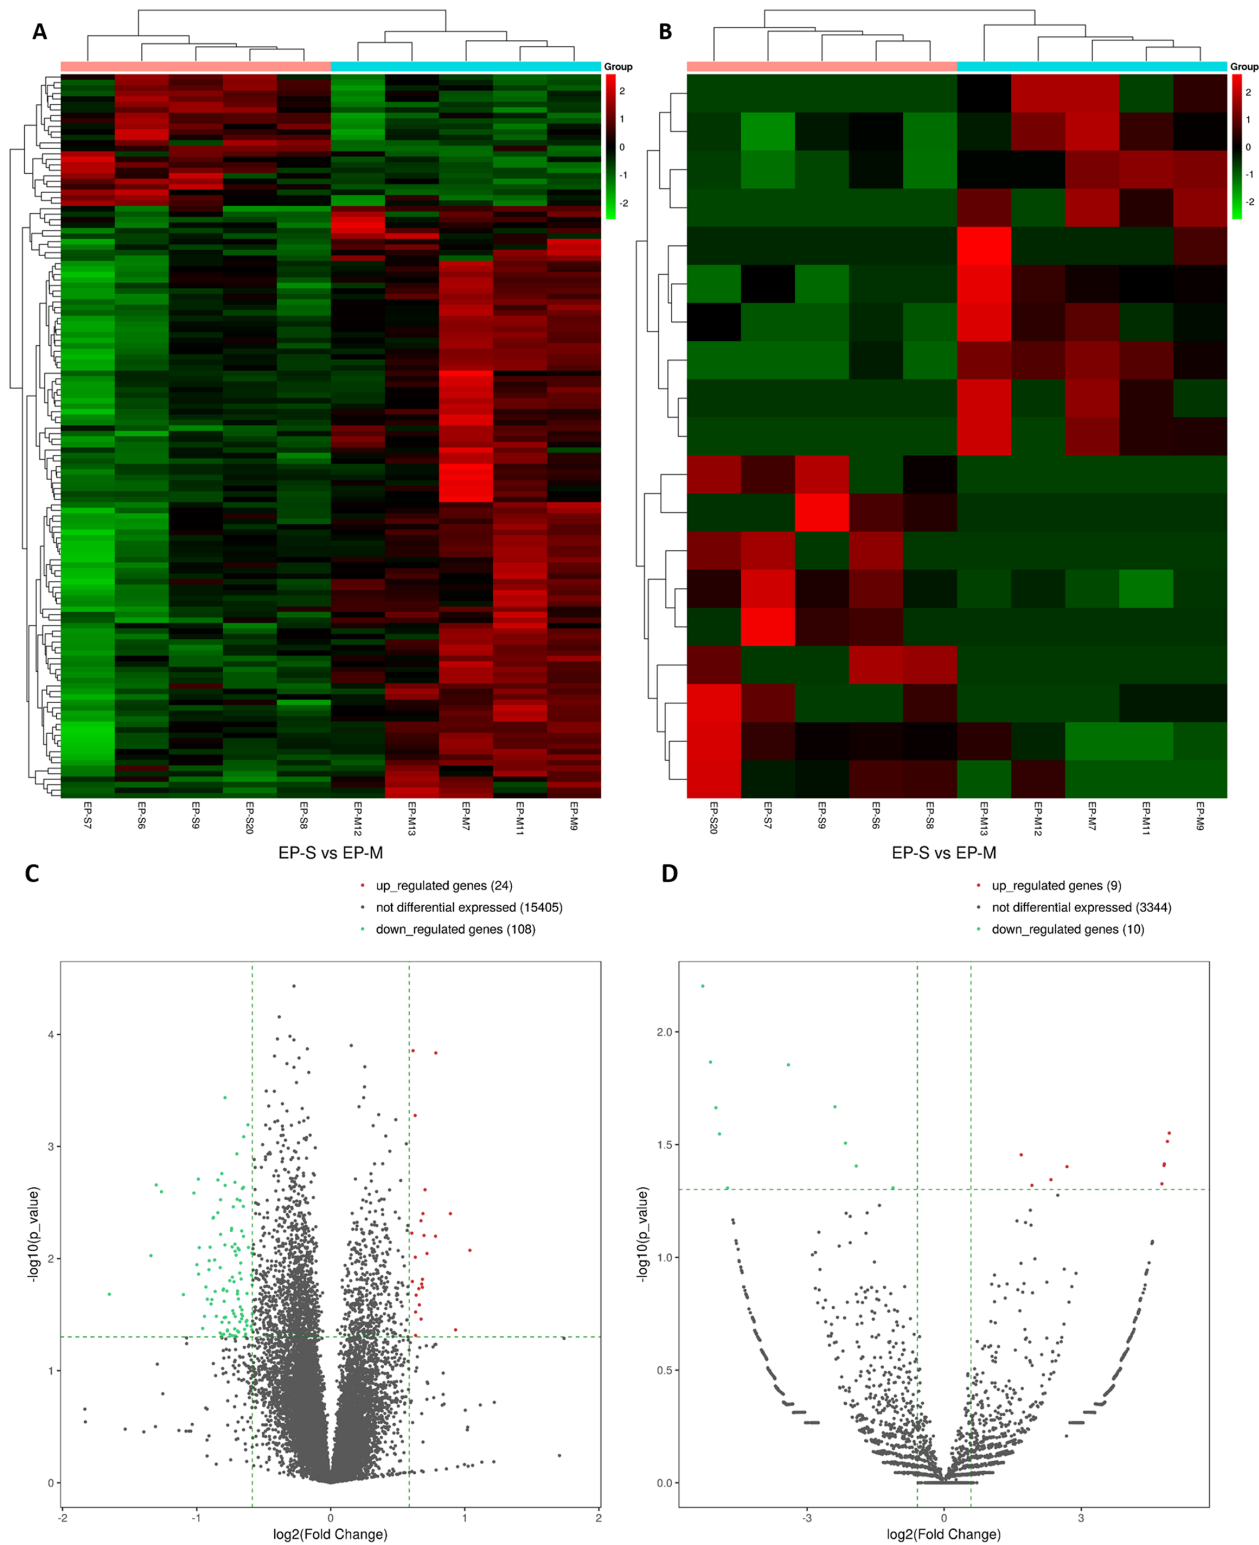 A
B
Group
2
1
0
-1
-2
Group
2
1
0
-1
-2
EP-S7
EP-S6
EP-S9
EP-S20
EP-S8
EP-M12
EP-M13
EP-M7
EP-M11
EP-M9
EP-S20
EP-S7
EP-S9
EP-S6
EP-S8
EP-M13
EP-M12
EP-M7
EP-M11
EP-M9
EP-S vs EP-M
EP-S vs EP-M
C
up_regulated genes (24)
not differential expressed (15405)
down_regulated genes (108)
4
3
2
1
0
-log10(p_value)
-2
-1
0
1
2
log2(Fold Change)
D
up_regulated genes (9)
not differential expressed (3344)
down_regulated genes (10)
2.0
1.5
1.0
0.5
0.0
-log10(p_value)
-3
0
3
log2(Fold Change)